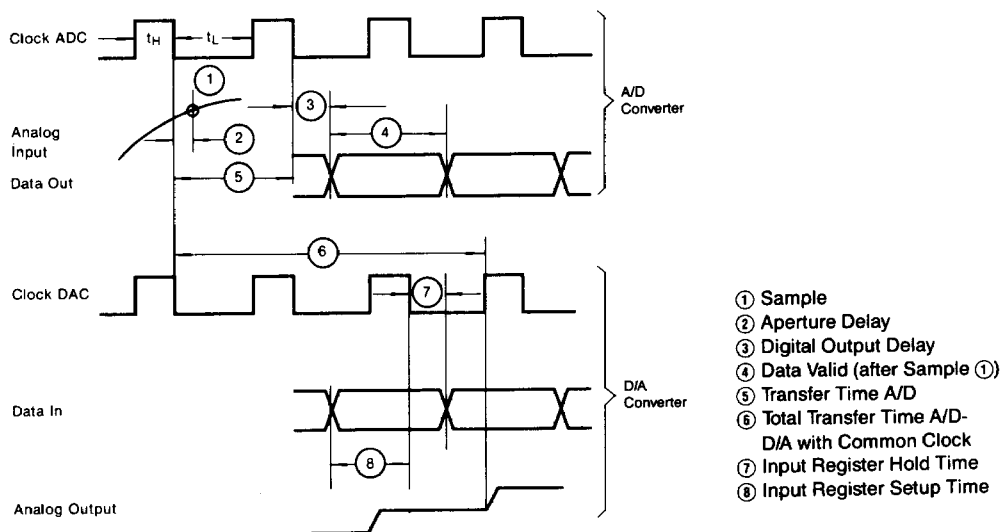 Clock ADC
tH
tL
①
③
A/D
Converter
②
④
Analog
Input
Data Out
⑤
⑥
Clock DAC
⑦
① Sample
② Aperture Delay
③ Digital Output Delay
④ Data Valid (after Sample ①)
⑤ Transfer Time A/D
⑥ Total Transfer Time A/D-
D/A with Common Clock
⑦ Input Register Hold Time
⑧ Input Register Setup Time
Data In
D/A
Converter
⑧
Analog Output